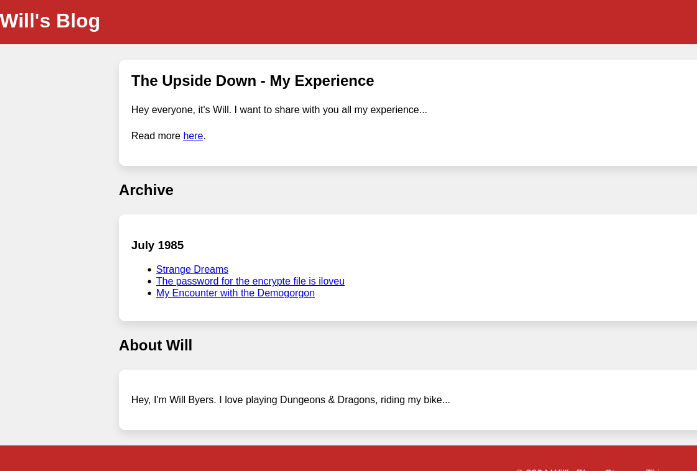 Will's Blog
The Upside Down - My Experience
Hey everyone, it's Will. I want to share with you all my experience...
Read more here.
Archive
July 1985
Strange Dreams
The password for the encrypte file is iloveu
My Encounter with the Demogorgon
About Will
Hey, I'm Will Byers. I love playing Dungeons & Dragons, riding my bike...